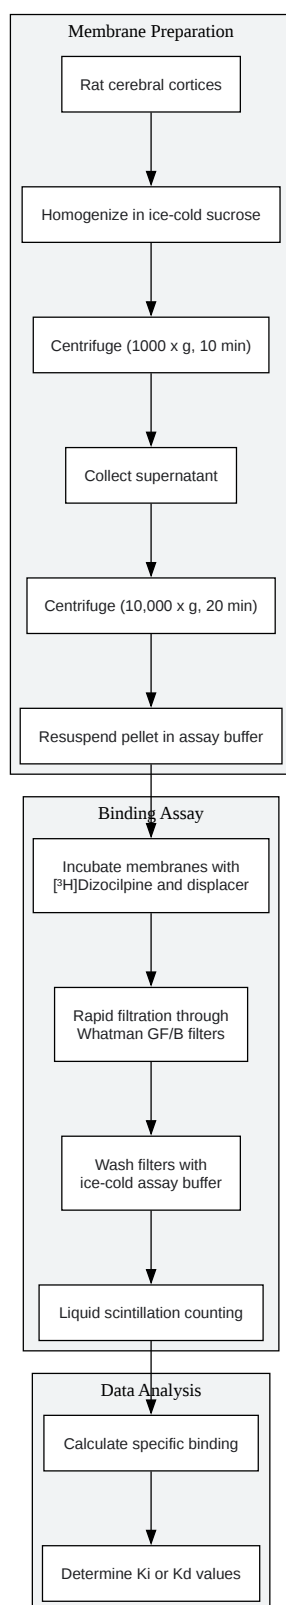 Membrane Preparation
Rat cerebral cortices
Homogenize in ice-cold sucrose
Centrifuge (1000 x g, 10 min)
Collect supernatant
Centrifuge (10,000 x g, 20 min)
Resuspend pellet in assay buffer
Binding Assay
Incubate membranes with
[³H]Dizocilpine and displacer
Rapid filtration through
Whatman GF/B filters
Wash filters with
ice-cold assay buffer
Liquid scintillation counting
Data Analysis
Calculate specific binding
Determine Ki or Kd values